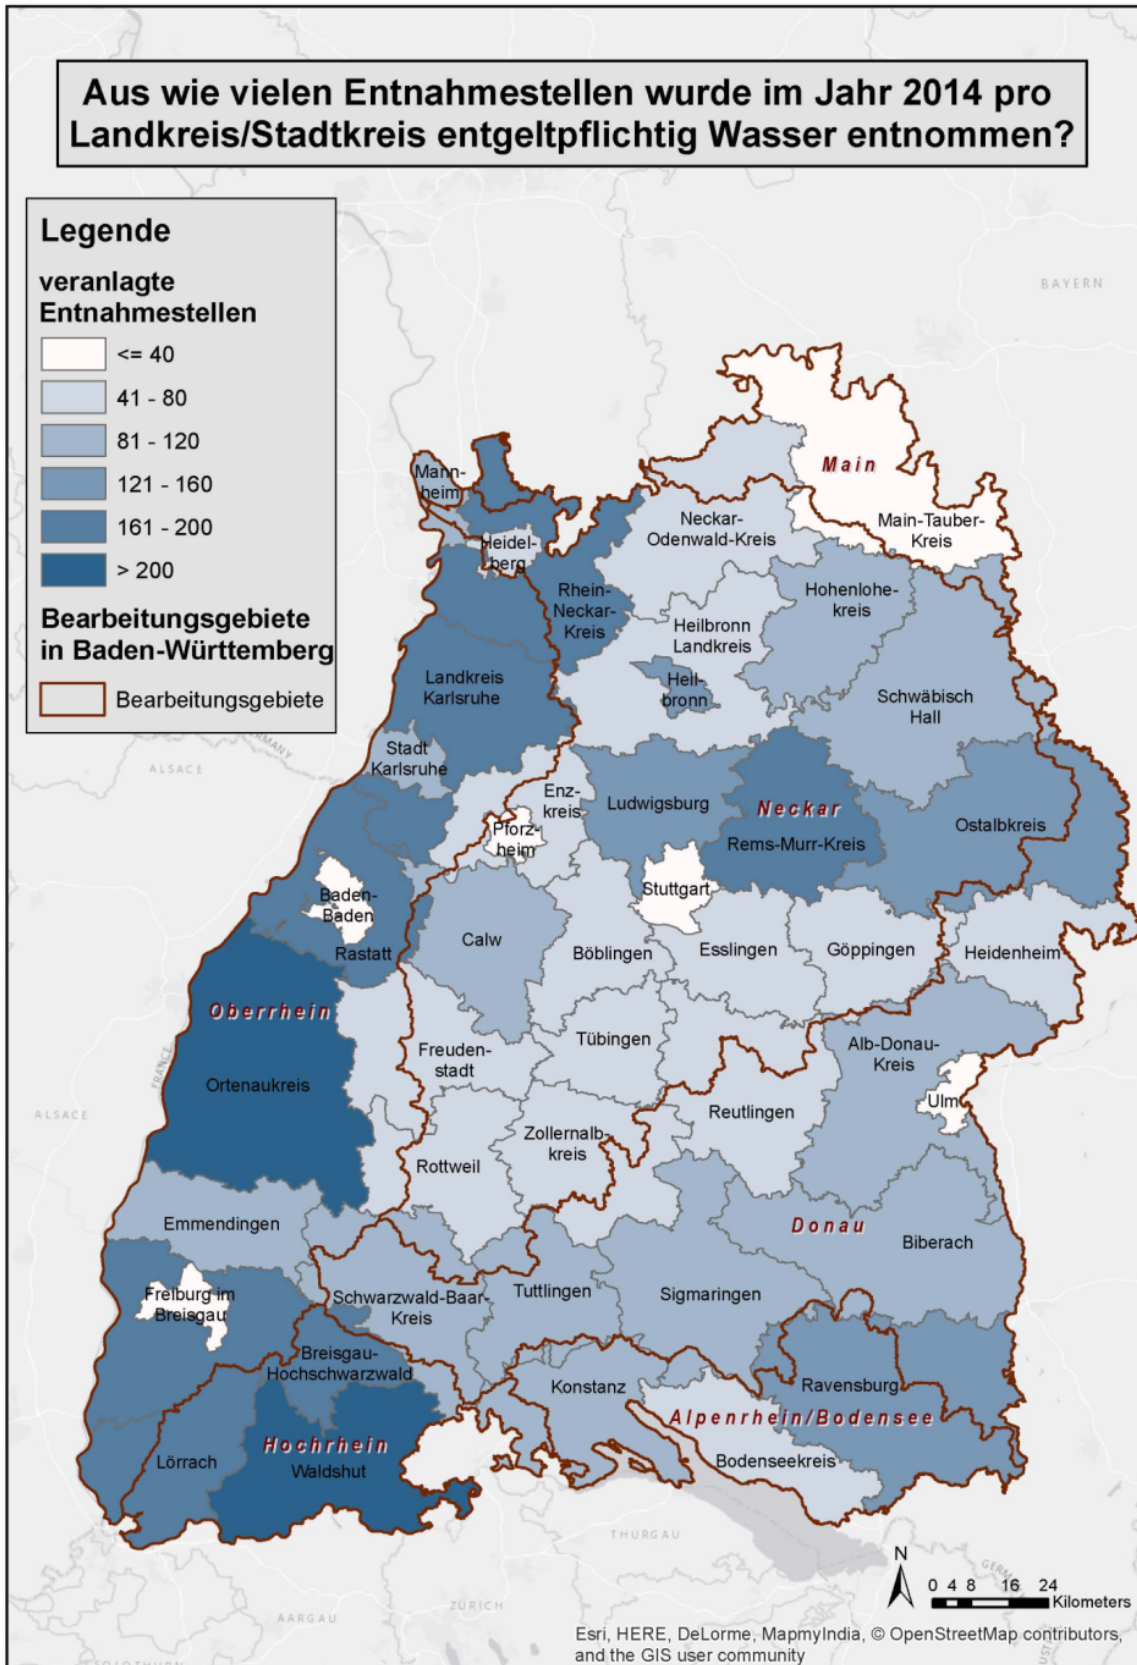 Aus wie vielen Entnahmestellen wurde im Jahr 2014 pro
Landkreis/Stadtkreis entgeltpflichtig Wasser entnommen?
Legende
veranlagte
Entnahmestellen
<= 40
41 - 80
81 - 120
121 - 160
161 - 200
> 200
Bearbeitungsgebiete
in Baden-Württemberg
Bearbeitungsgebiete
BAYERN
Main
Mann-
heim
Main-Tauber-
Kreis
Neckar-
Odenwald-Kreis
Heidel-
berg
Rhein-
Neckar-
Kreis
Hohenlohe-
kreis
Heilbronn
Landkreis
Landkreis
Karlsruhe
Heil-
bronn
Schwäbisch
Hall
Stadt
Karlsruhe
GERMANY
ALSACE
Enz-
kreis
Ludwigsburg
Neckar
Rems-Murr-Kreis
Ostalbkreis
Pforz-
heim
Stuttgart
Baden-
Baden
Rastatt
Calw
Böblingen
Esslingen
Göppingen
Heidenheim
Oberrhein
Freuden-
stadt
Tübingen
Alb-Donau-
Kreis
FRANCE
Ortenaukreis
ALSACE
Ulm
Reutlingen
Zollernalb-
kreis
Rottweil
Emmendingen
Donau
Biberach
Freiburg im
Breisgau
Schwarzwald-Baar-
Kreis
Tuttlingen
Sigmaringen
Breisgau-
Hochschwarzwald
Konstanz
Ravensburg
Alpenrhein/Bodensee
Hochrhein
Waldshut
Lörrach
Bodenseekreis
THURGAU
ZÜRICH
AARGAU
SOLOTHURN
N
0 4 8 16 24
Kilometers
Esri, HERE, DeLorme, MapmyIndia, © OpenStreetMap contributors,
and the GIS user community